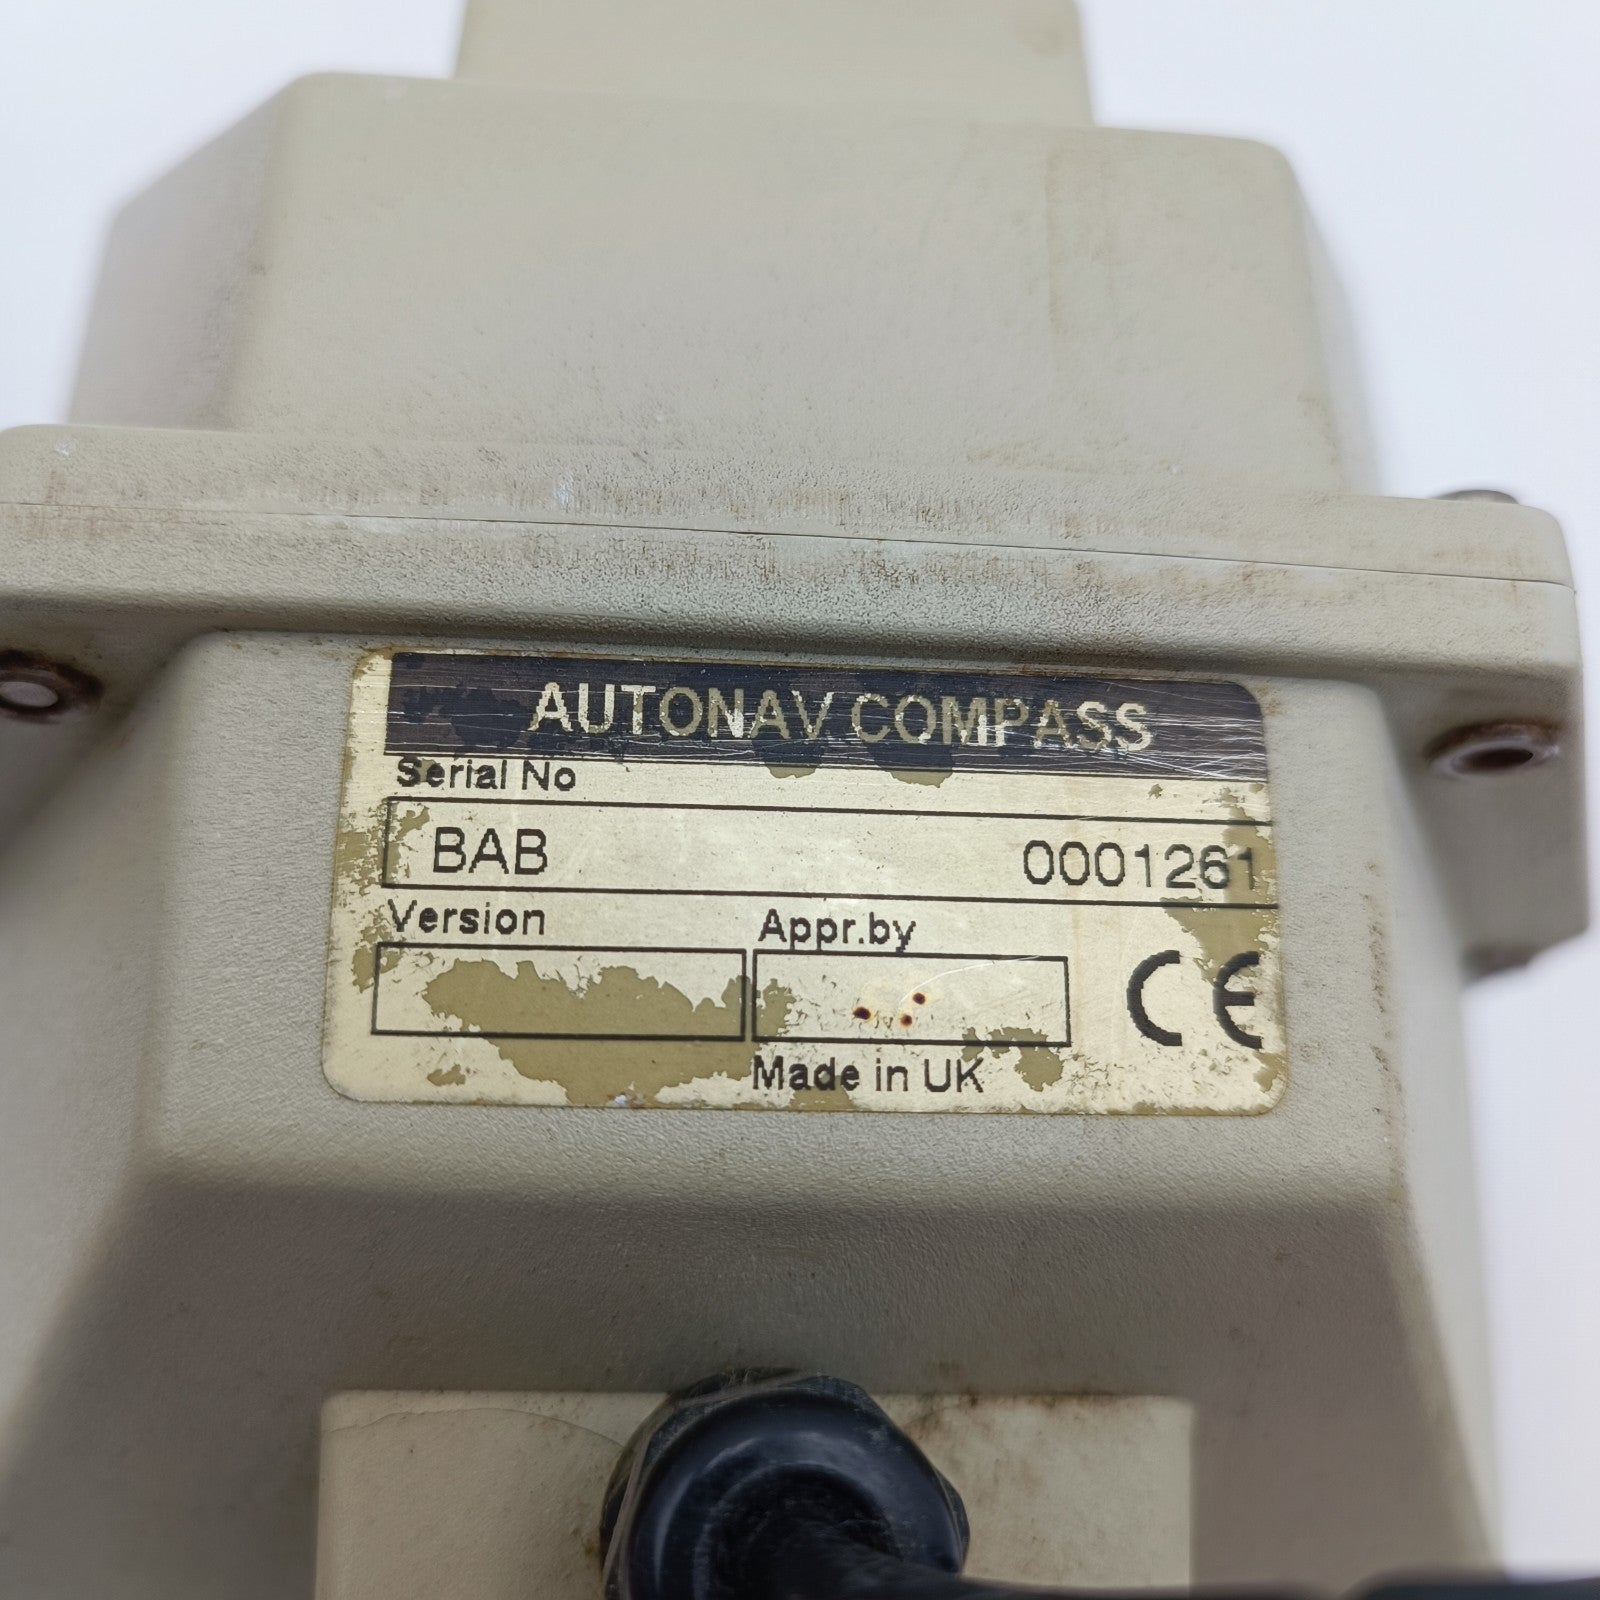 AUTONAV COMPASS
Serial No
BAB 0001261
Version Appr.by
CE
Made in UK